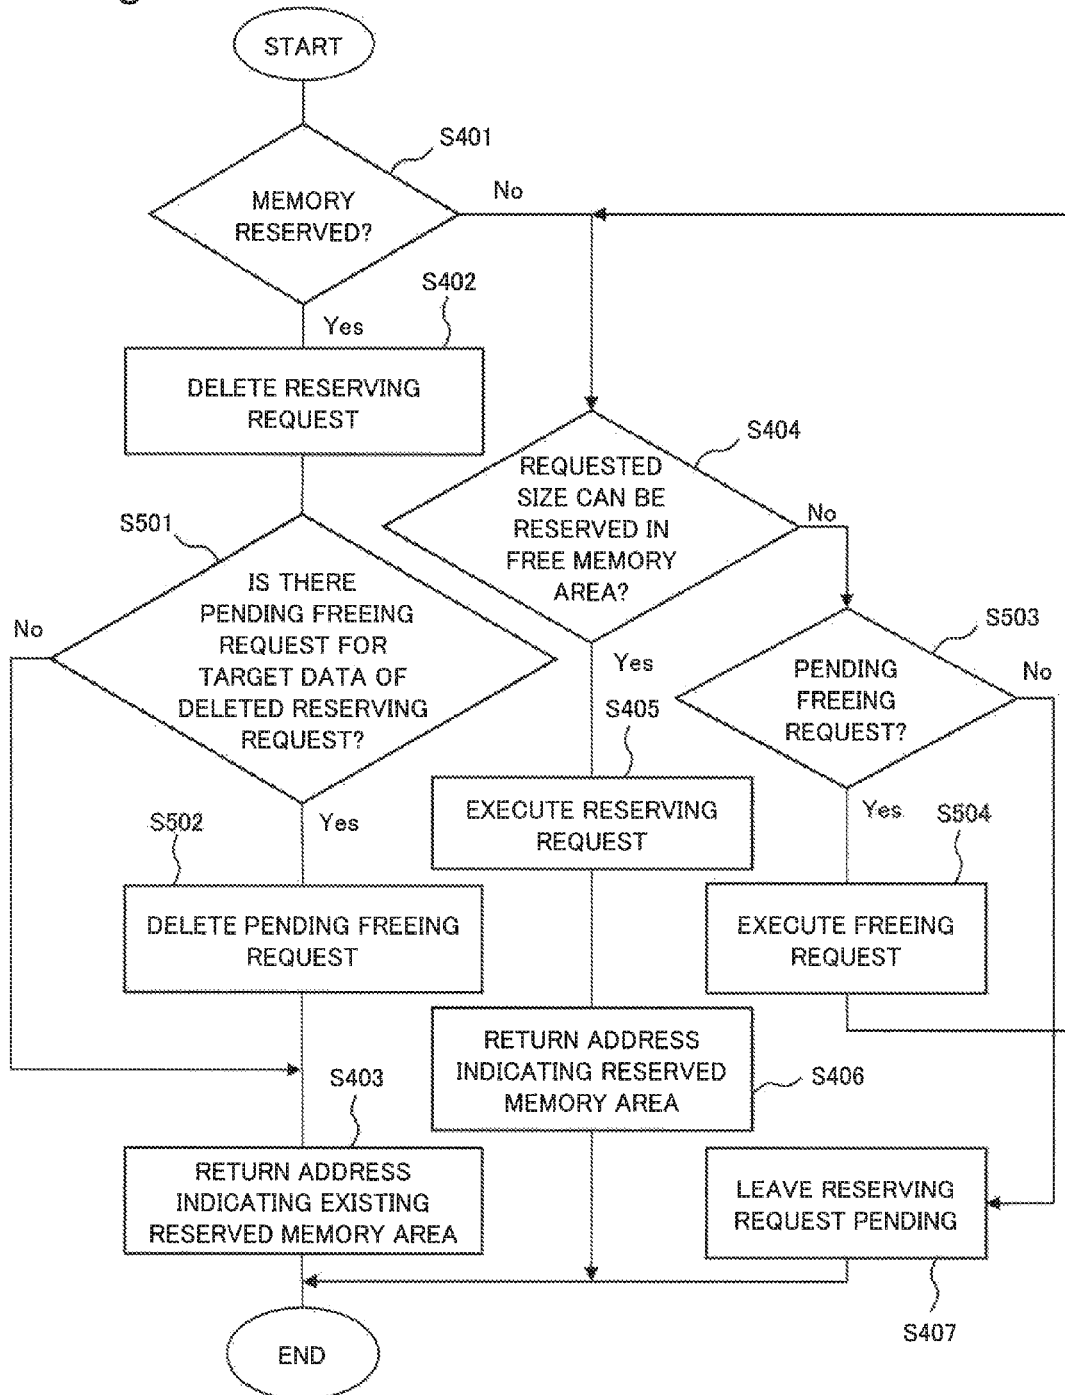 START
S401
MEMORY
RESERVED?
No
Yes
S402
DELETE RESERVING
REQUEST
S404
REQUESTED
SIZE CAN BE
RESERVED IN
FREE MEMORY
AREA?
No
Yes
S501
IS THERE
PENDING FREEING
REQUEST FOR
TARGET DATA OF
DELETED RESERVING
REQUEST?
No
Yes
S503
PENDING
FREEING
REQUEST?
No
Yes
S405
EXECUTE RESERVING
REQUEST
S502
DELETE PENDING FREEING
REQUEST
S504
EXECUTE FREEING
REQUEST
RETURN ADDRESS
INDICATING RESERVED
MEMORY AREA
S406
S403
RETURN ADDRESS
INDICATING EXISTING
RESERVED MEMORY AREA
LEAVE RESERVING
REQUEST PENDING
S407
END